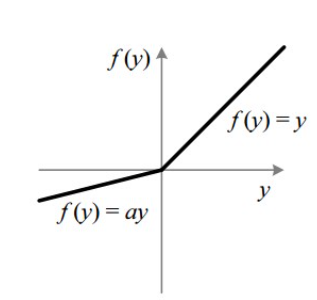 f(y)
f(y) = y
y
f(y) = ay